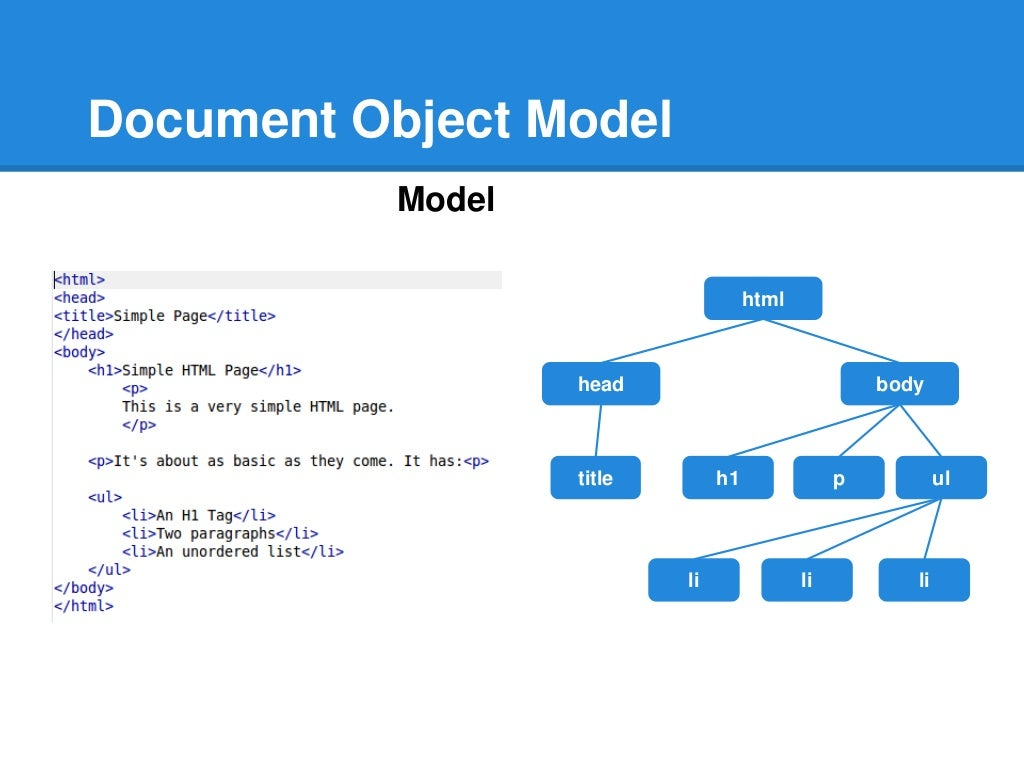 Document Object Model
Model
<html>
<head>
<title>Simple Page</title>
</head>
<body>
<h1>Simple HTML Page</h1>
<p>
This is a very simple HTML page.
</p>
<p>It's about as basic as they come. It has:<p>
<ul>
<li>An H1 Tag</li>
<li>Two paragraphs</li>
<li>An unordered list</li>
</ul>
</body>
</html>
html
head body
title h1 p ul
li li li